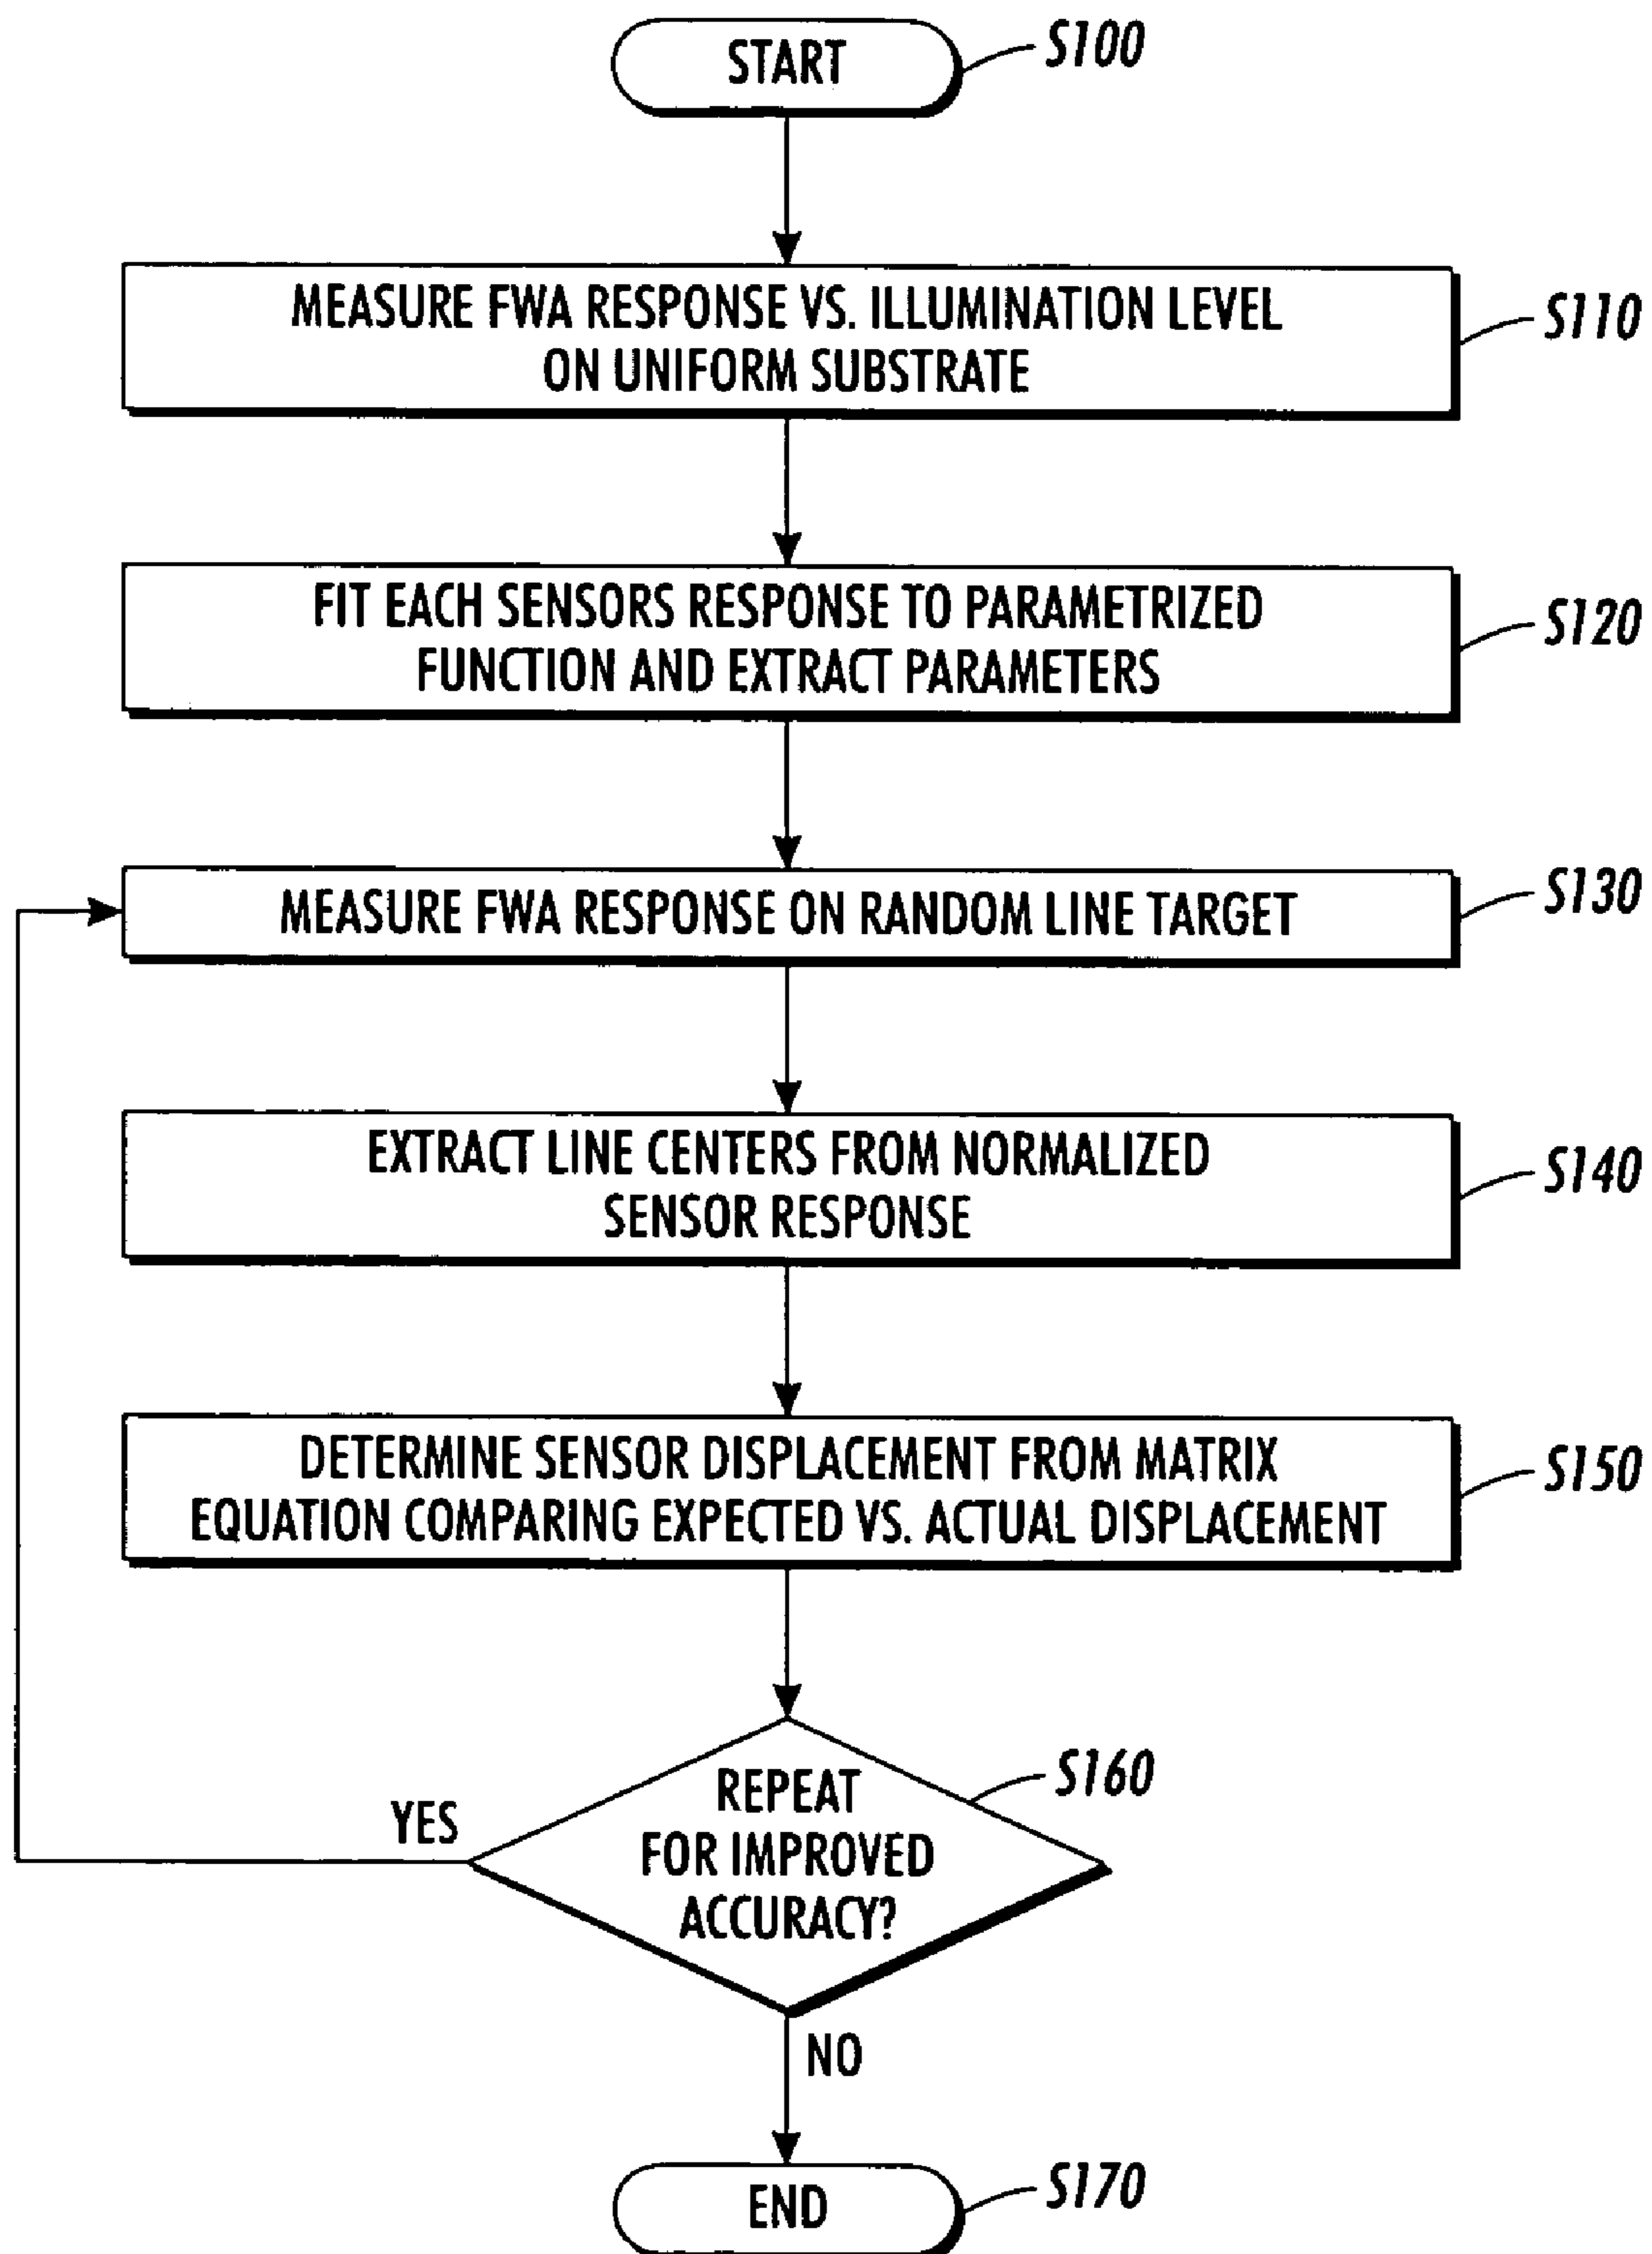 START
S100
MEASURE FWA RESPONSE VS. ILLUMINATION LEVEL
ON UNIFORM SUBSTRATE
S110
FIT EACH SENSORS RESPONSE TO PARAMETRIZED
FUNCTION AND EXTRACT PARAMETERS
S120
MEASURE FWA RESPONSE ON RANDOM LINE TARGET
S130
EXTRACT LINE CENTERS FROM NORMALIZED
SENSOR RESPONSE
S140
DETERMINE SENSOR DISPLACEMENT FROM MATRIX
EQUATION COMPARING EXPECTED VS. ACTUAL DISPLACEMENT
S150
REPEAT
FOR IMPROVED
ACCURACY?
S160
YES
NO
END
S170